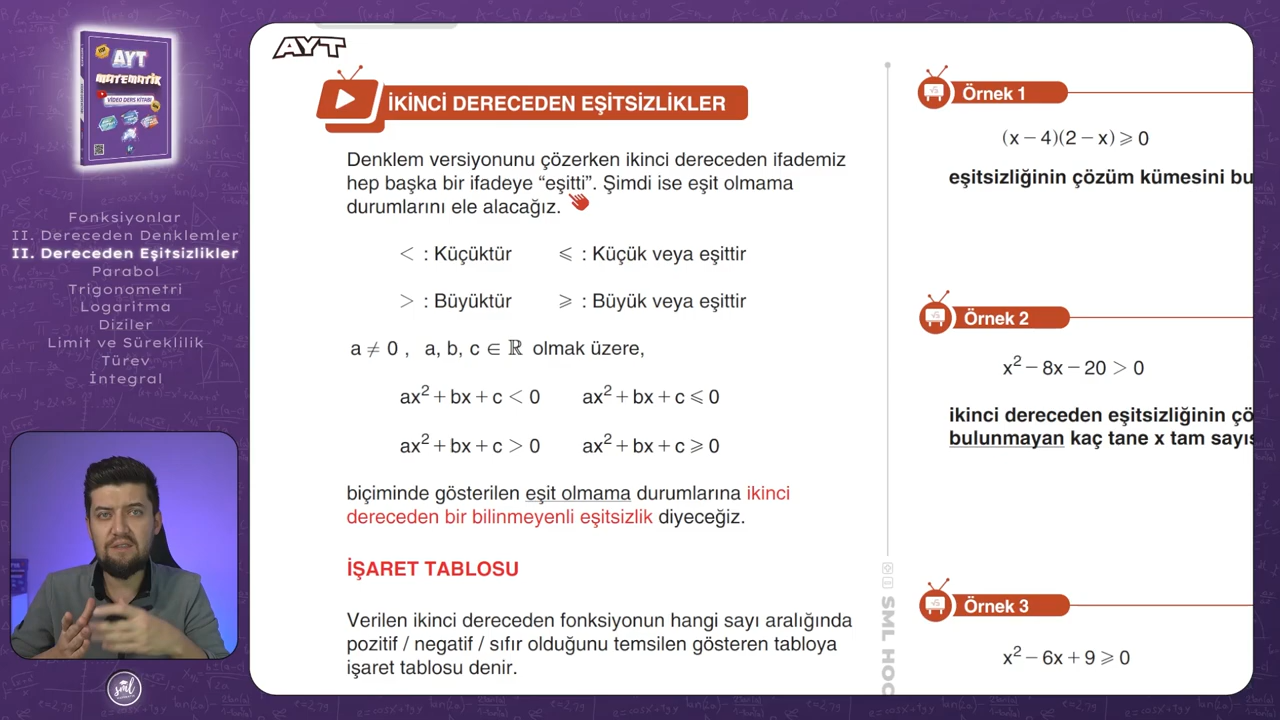 AYT
MATEMATİK
VİDEO DERS KİTABI
Fonksiyonlar
II. Dereceden Denklemler
II. Dereceden Eşitsizlikler
Parabol
Trigonometri
Logaritma
Diziler
Limit ve Süreklilik
Türev
İntegral
sml
AYT
İKİNCİ DERECEDEN EŞİTSİZLİKLER
Denklem versiyonunu çözerken ikinci dereceden ifademiz
hep başka bir ifadeye “eşitti”. Şimdi ise eşit olmama
durumlarını ele alacağız.
< : Küçüktür ⩽ : Küçük veya eşittir
> : Büyüktür ⩾ : Büyük veya eşittir
a ≠ 0 , a, b, c ∈ ℝ olmak üzere,
ax² + bx + c < 0 ax² + bx + c ⩽ 0
ax² + bx + c > 0 ax² + bx + c ⩾ 0
biçiminde gösterilen eşit olmama durumlarına ikinci
dereceden bir bilinmeyenli eşitsizlik diyeceğiz.
İŞARET TABLOSU
Verilen ikinci dereceden fonksiyonun hangi sayı aralığında
pozitif / negatif / sıfır olduğunu temsilen gösteren tabloya
işaret tablosu denir.
SML HOC
Örnek 1
(x − 4)(2 − x) ⩾ 0
eşitsizliğinin çözüm kümesini bu
Örnek 2
x² − 8x − 20 > 0
ikinci dereceden eşitsizliğinin çö
bulunmayan kaç tane x tam sayıs
Örnek 3
x² − 6x + 9 ⩾ 0